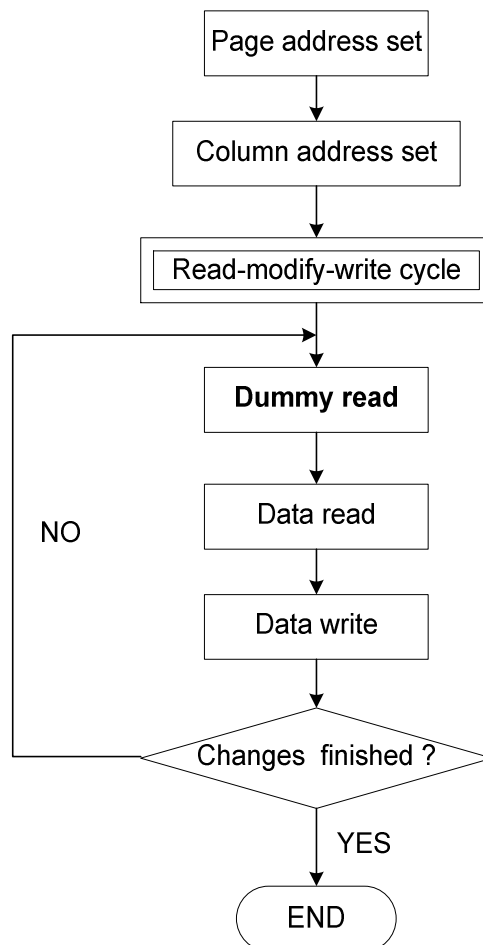 Page address set
Column address set
Read-modify-write cycle
Dummy read
Data read
NO
Data write
Changes finished ?
YES
END